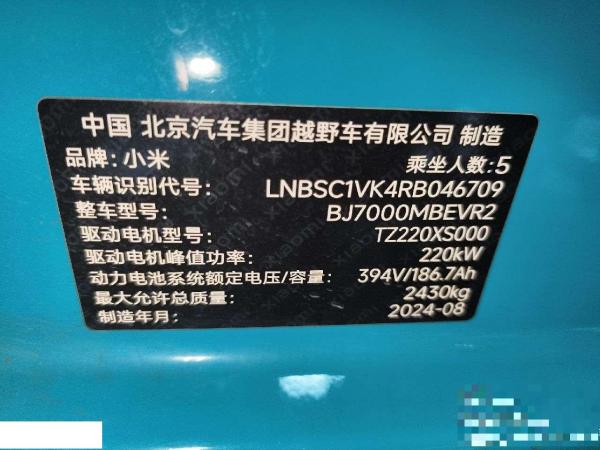 中国 北京汽车集团越野车有限公司 制造
品牌:小米 乘坐人数:5
车辆识别代号: LNBSC1VK4RB046709
整车型号: BJ7000MBEVR2
驱动电机型号: TZ220XS000
驱动电机峰值功率: 220kW
动力电池系统额定电压/容量: 394V/186.7Ah
最大允许总质量: 2430kg
制造年月: 2024-08